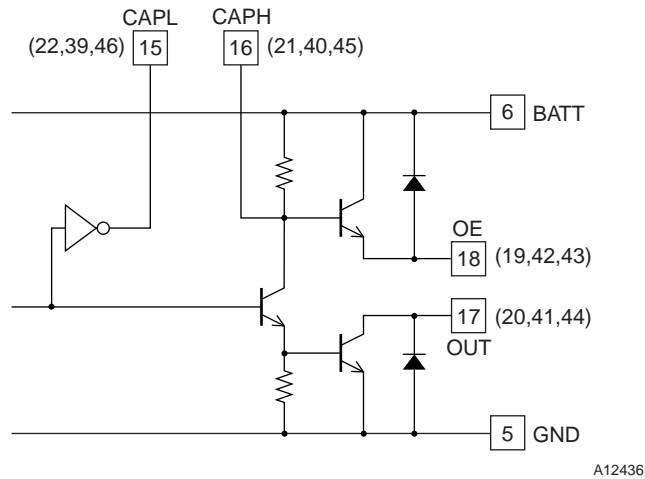 CAPL
CAPH
(22,39,46) 15
16 (21,40,45)
6 BATT
OE
18 (19,42,43)
17 (20,41,44)
OUT
5 GND
A12436